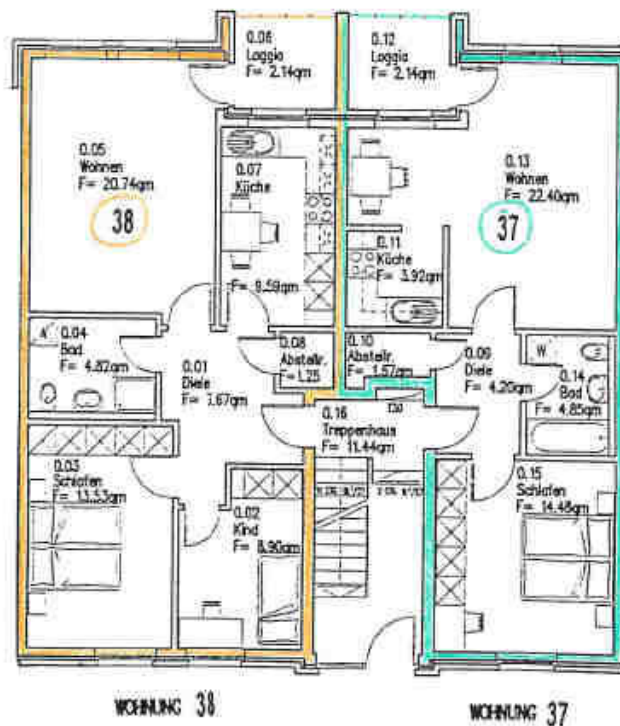 0.06
Loggia
F= 2.14qm
0.12
Loggia
F= 2.14qm
0.05
Wohnen
F= 20.74qm
38
0.07
Küche
F= 8.59qm
0.13
Wohnen
F= 22.40qm
37
0.11
Küche
F= 3.92qm
0.04
Bad
F= 4.82qm
0.01
Diele
F= 7.67qm
0.08
Abstellr.
F=1.25
0.10
Abstellr.
F= 1.57qm
0.09
Diele
F= 4.20qm
W
0.14
Bad
F= 4.85qm
0.16
Treppenhaus
F= 11.44qm
0.03
Schlafen
F= 13.53qm
0.02
Kind
F= 8.90qm
0.15
Schlafen
F= 14.48qm
WOHNUNG 38
WOHNUNG 37